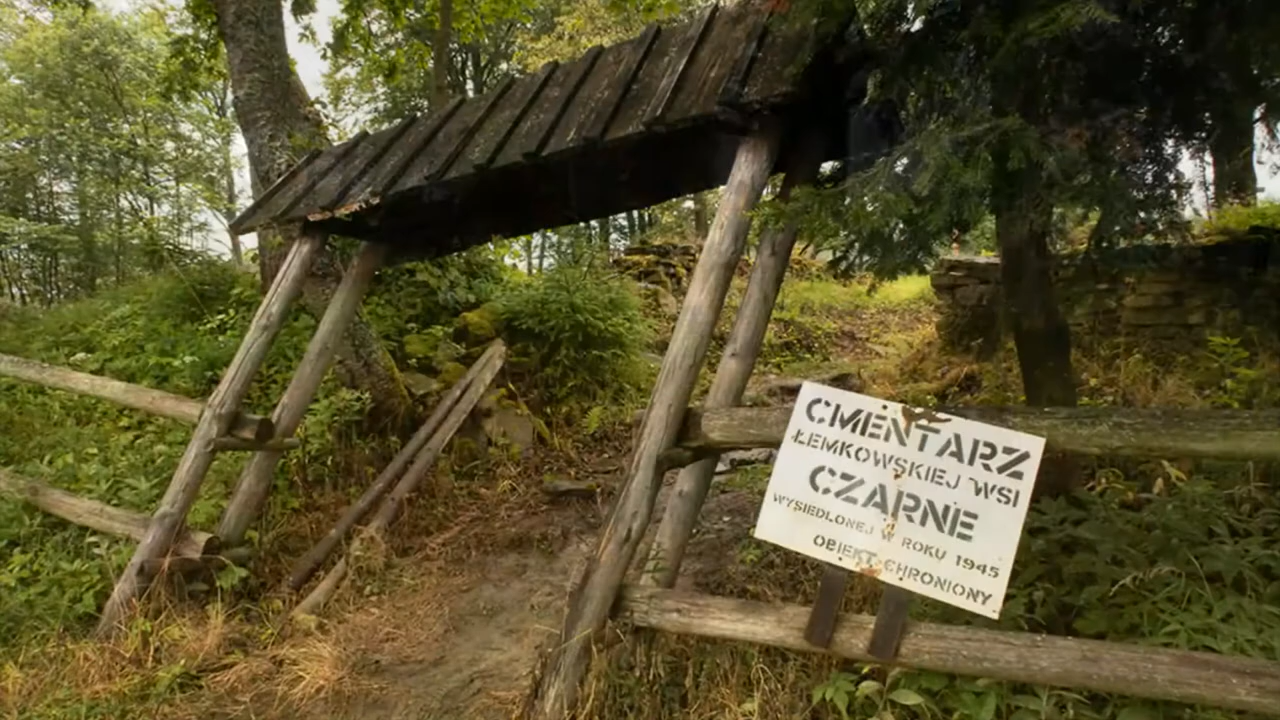 CMENTARZ
ŁEMKOWSKIEJ WSI
CZARNE
WYSIEDLONEJ W ROKU 1945
OBIEKT CHRONIONY